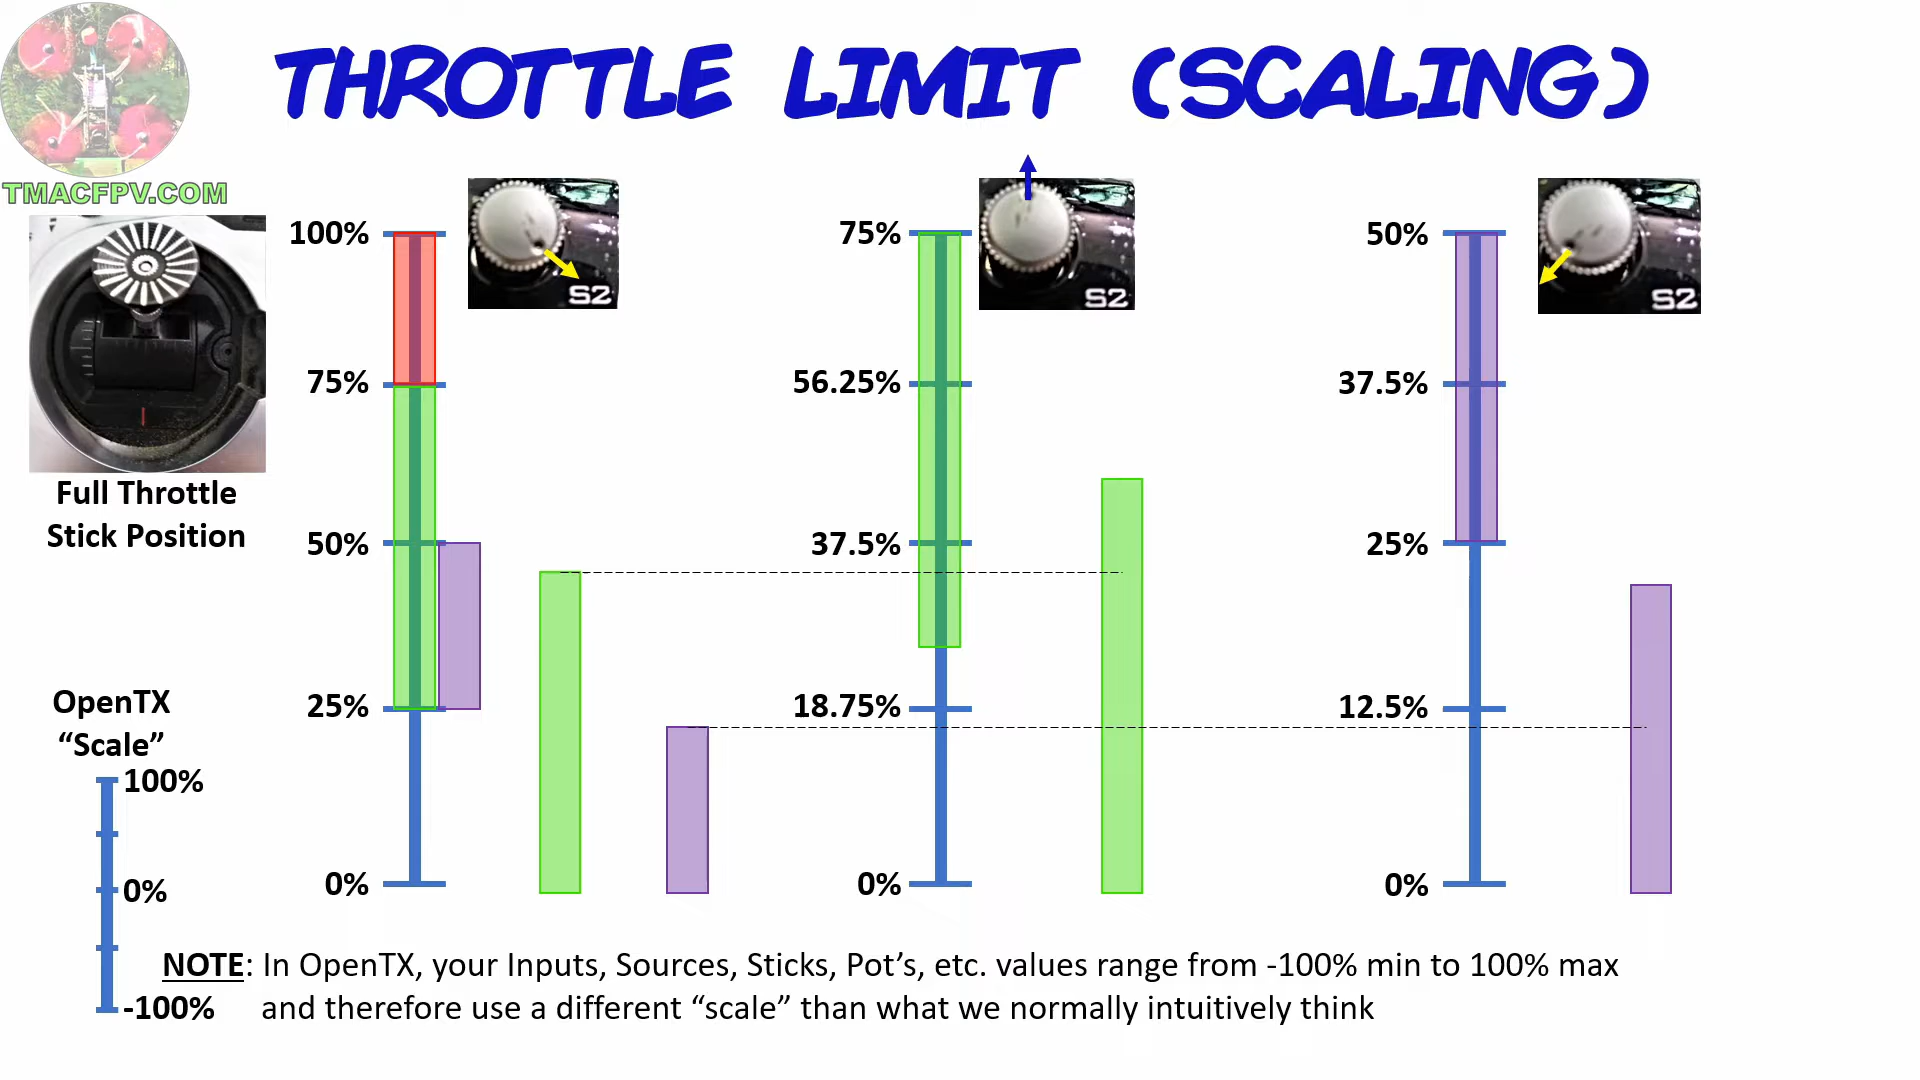 THROTTLE LIMIT (SCALING)
TMACFPV.COM
Full Throttle
Stick Position
100%
75%
50%
25%
0%
S2
75%
56.25%
37.5%
18.75%
0%
S2
50%
37.5%
25%
12.5%
0%
S2
OpenTX
“Scale”
100%
0%
-100%
NOTE: In OpenTX, your Inputs, Sources, Sticks, Pot’s, etc. values range from -100% min to 100% max
and therefore use a different “scale” than what we normally intuitively think